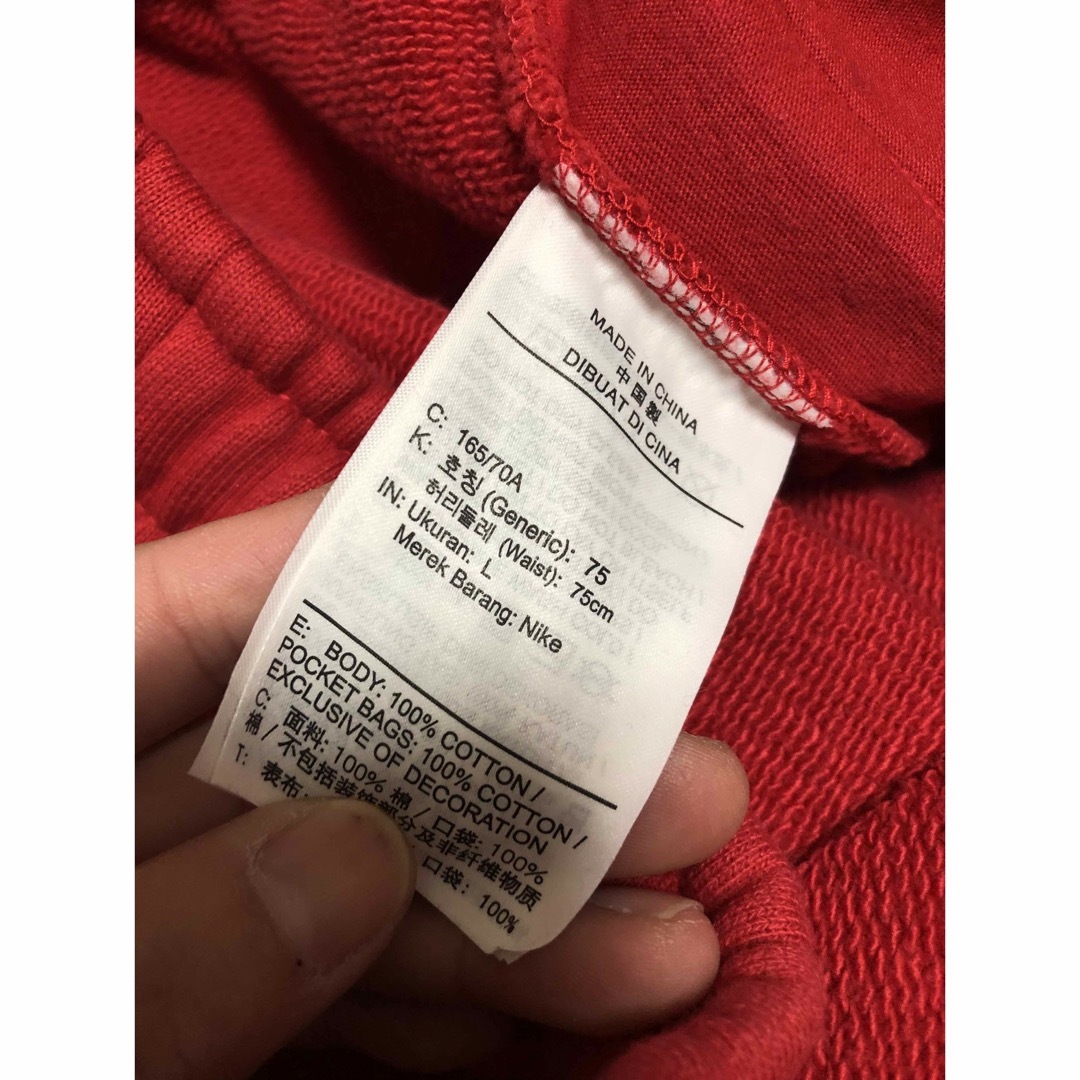 MADE IN CHINA
中国製
DIBUAT DI CINA
C: 165/70A
K: 호칭 (Generic): 75
허리둘레 (Waist): 75cm
IN: Ukuran: L
Merek Barang: Nike
E: BODY: 100% COTTON /
POCKET BAGS: 100% COTTON /
EXCLUSIVE OF DECORATION
C: 面料: 100% 棉 / 口袋: 100%
棉 / 不包括装饰部分及非纤维物质
T: 表布: 口袋: 100%